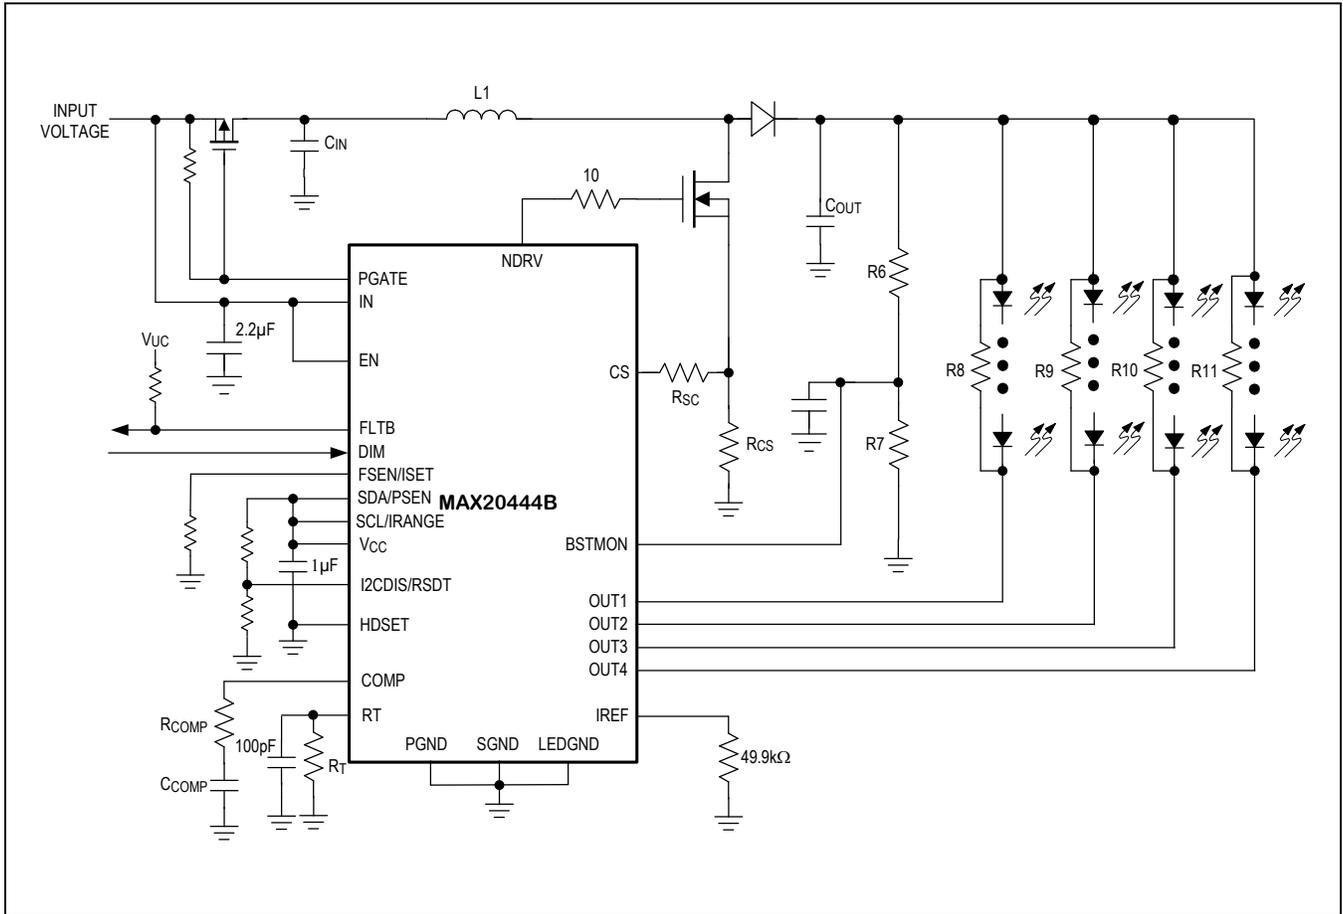 L1
INPUT
VOLTAGE
CIN
10
COUT
NDRV
R6
PGATE
IN
2.2µF
VUC
EN
CS
RSC
R8
R9
R10
R11
FLTB
RCS
R7
DIM
FSEN/ISET
SDA/PSEN
MAX20444B
SCL/IRANGE
VCC
BSTMON
1µF
I2CDIS/RSDT
OUT1
HDSET
OUT2
OUT3
OUT4
COMP
RT
IREF
RCOMP
100pF
PGND
SGND
LEDGND
RT
49.9kΩ
CCOMP